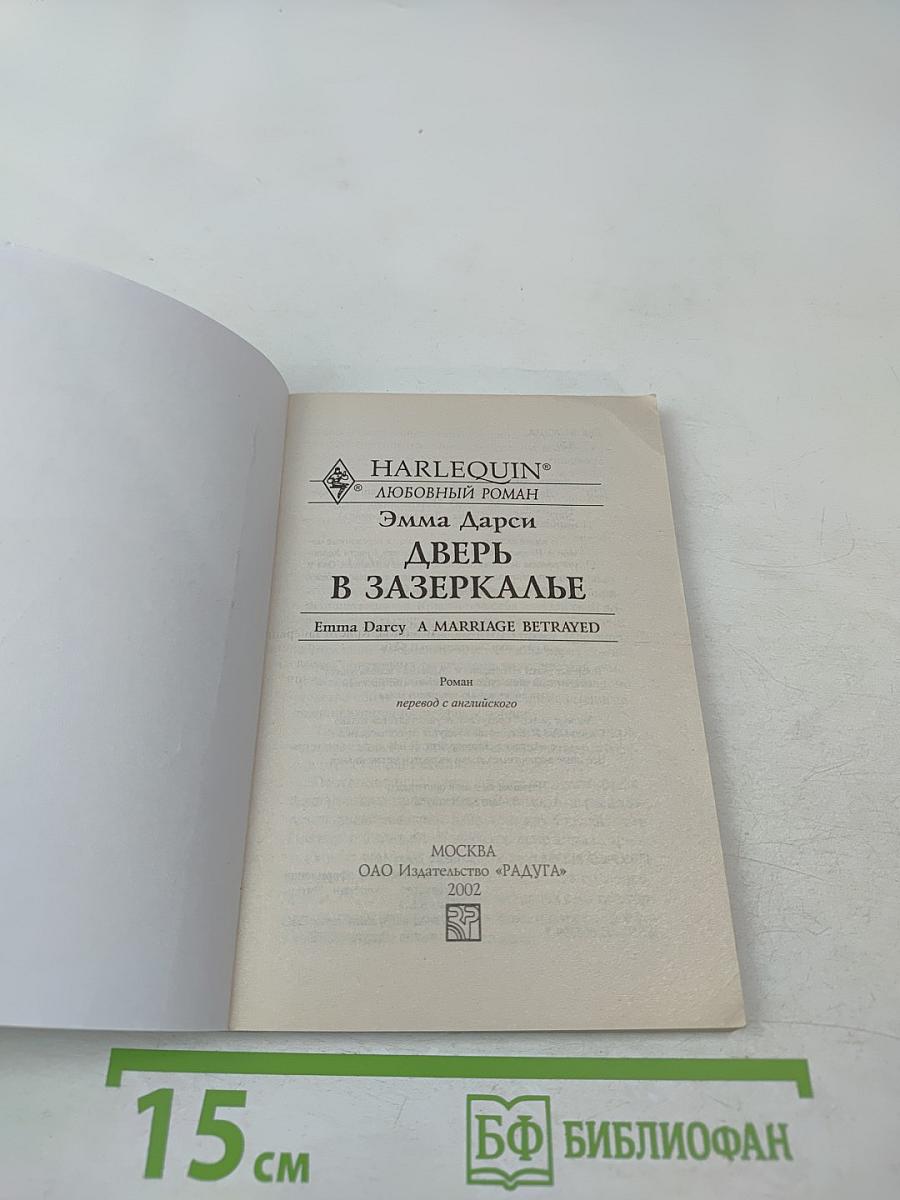 HARLEQUIN®
®
ЛЮБОВНЫЙ РОМАН
Эмма Дарси
ДВЕРЬ
В ЗАЗЕРКАЛЬЕ
Emma Darcy A MARRIAGE BETRAYED
Роман
перевод с английского
МОСКВА
ОАО Издательство «РАДУГА»
2002
15 см
БФ БИБЛИОФАН